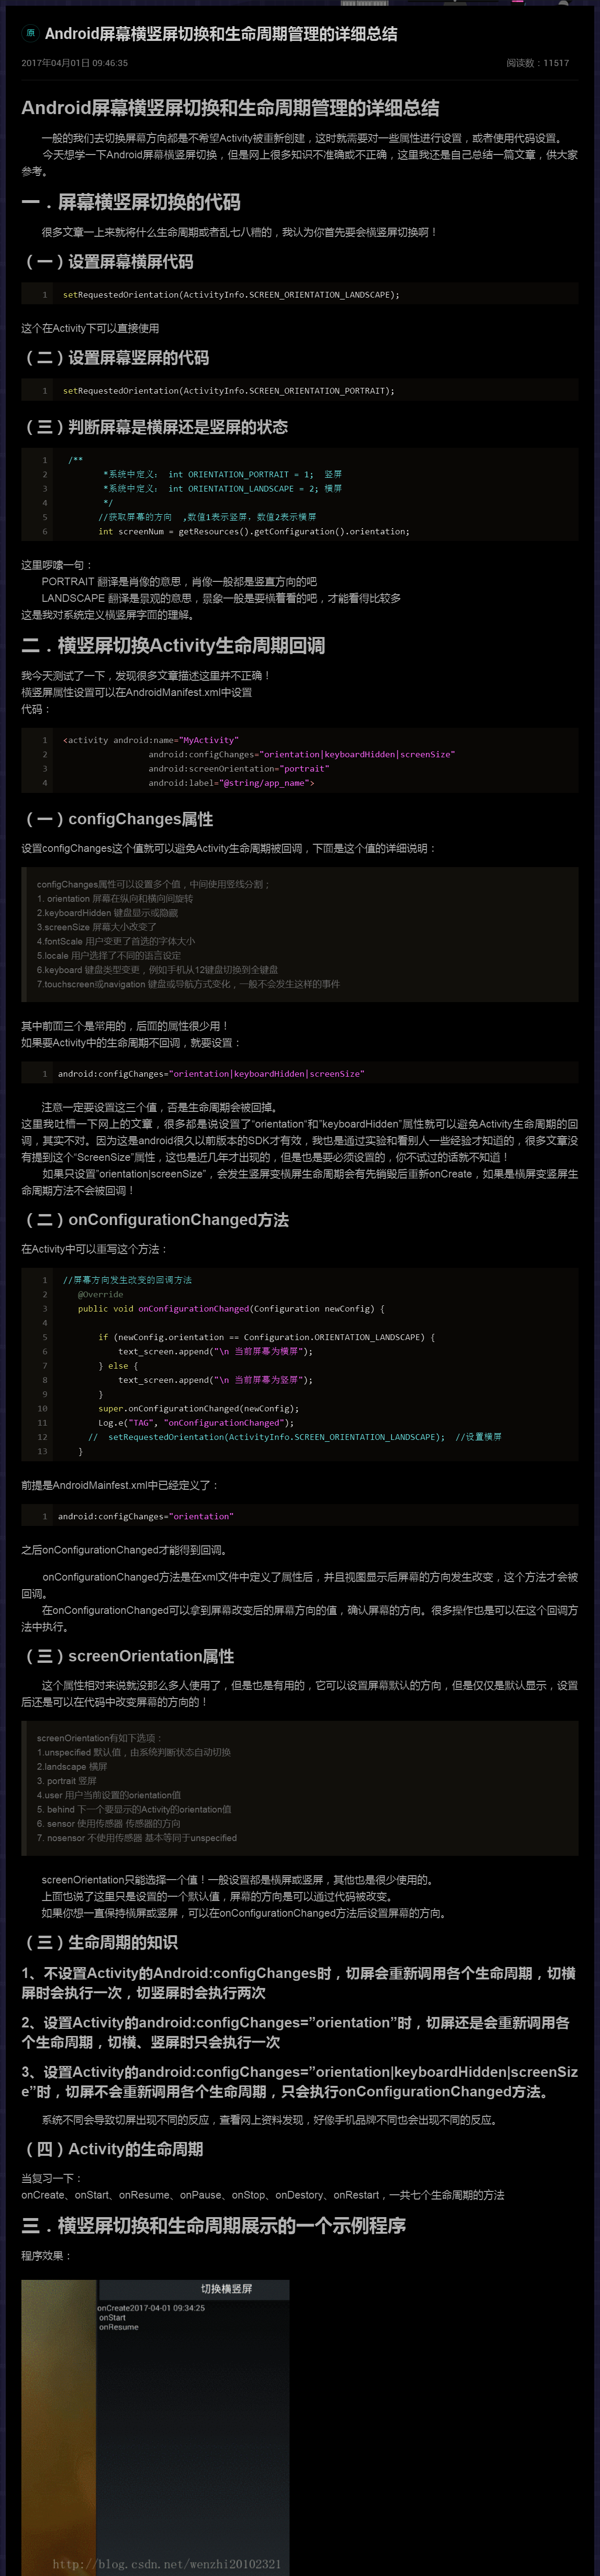 原 Android屏幕横竖屏切换和生命周期管理的详细总结
2017年04月01日 09:46:35 阅读数：11517
Android屏幕横竖屏切换和生命周期管理的详细总结
一般的我们去切换屏幕方向都是不希望Activity被重新创建，这时就需要对一些属性进行设置，或者使用代码设置。
今天想学一下Android屏幕横竖屏切换，但是网上很多知识不准确或不正确，这里我还是自己总结一篇文章，供大家
参考。
一．屏幕横竖屏切换的代码
很多文章一上来就将什么生命周期或者乱七八糟的，我认为你首先要会横竖屏切换啊！
（一）设置屏幕横屏代码
1 setRequestedOrientation(ActivityInfo.SCREEN_ORIENTATION_LANDSCAPE);
这个在Activity下可以直接使用
（二）设置屏幕竖屏的代码
1 setRequestedOrientation(ActivityInfo.SCREEN_ORIENTATION_PORTRAIT);
（三）判断屏幕是横屏还是竖屏的状态
1 /**
2 *系统中定义： int ORIENTATION_PORTRAIT = 1; 竖屏
3 *系统中定义： int ORIENTATION_LANDSCAPE = 2; 横屏
4 */
5 //获取屏幕的方向 ,数值1表示竖屏，数值2表示横屏
6 int screenNum = getResources().getConfiguration().orientation;
这里啰嗦一句：
PORTRAIT 翻译是肖像的意思，肖像一般都是竖直方向的吧
LANDSCAPE 翻译是景观的意思，景象一般是要横着看的吧，才能看得比较多
这是我对系统定义横竖屏字面的理解。
二．横竖屏切换Activity生命周期回调
我今天测试了一下，发现很多文章描述这里并不正确！
横竖屏属性设置可以在AndroidManifest.xml中设置
代码：
1 <activity android:name="MyActivity"
2 android:configChanges="orientation|keyboardHidden|screenSize"
3 android:screenOrientation="portrait"
4 android:label="@string/app_name">
（一）configChanges属性
设置configChanges这个值就可以避免Activity生命周期被回调，下面是这个值的详细说明：
configChanges属性可以设置多个值，中间使用竖线分割；
1. orientation 屏幕在纵向和横向间旋转
2.keyboardHidden 键盘显示或隐藏
3.screenSize 屏幕大小改变了
4.fontScale 用户变更了首选的字体大小
5.locale 用户选择了不同的语言设定
6.keyboard 键盘类型变更，例如手机从12键盘切换到全键盘
7.touchscreen或navigation 键盘或导航方式变化，一般不会发生这样的事件
其中前面三个是常用的，后面的属性很少用！
如果要Activity中的生命周期不回调，就要设置：
1 android:configChanges="orientation|keyboardHidden|screenSize"
注意一定要设置这三个值，否是生命周期会被回掉。
这里我吐槽一下网上的文章，很多都是说设置了“orientation“和”keyboardHidden”属性就可以避免Activity生命周期的回
调，其实不对。因为这是android很久以前版本的SDK才有效，我也是通过实验和看别人一些经验才知道的，很多文章没
有提到这个“ScreenSize”属性，这也是近几年才出现的，但是也是要必须设置的，你不试过的话就不知道！
如果只设置”orientation|screenSize”，会发生竖屏变横屏生命周期会有先销毁后重新onCreate，如果是横屏变竖屏生
命周期方法不会被回调！
（二）onConfigurationChanged方法
在Activity中可以重写这个方法：
1 //屏幕方向发生改变的回调方法
2 @Override
3 public void onConfigurationChanged(Configuration newConfig) {
4
5 if (newConfig.orientation == Configuration.ORIENTATION_LANDSCAPE) {
6 text_screen.append("\n 当前屏幕为横屏");
7 } else {
8 text_screen.append("\n 当前屏幕为竖屏");
9 }
10 super.onConfigurationChanged(newConfig);
11 Log.e("TAG", "onConfigurationChanged");
12 // setRequestedOrientation(ActivityInfo.SCREEN_ORIENTATION_LANDSCAPE); //设置横屏
13 }
前提是AndroidMainfest.xml中已经定义了：
1 android:configChanges="orientation"
之后onConfigurationChanged才能得到回调。
onConfigurationChanged方法是在xml文件中定义了属性后，并且视图显示后屏幕的方向发生改变，这个方法才会被
回调。
在onConfigurationChanged可以拿到屏幕改变后的屏幕方向的值，确认屏幕的方向。很多操作也是可以在这个回调方
法中执行。
（三）screenOrientation属性
这个属性相对来说就没那么多人使用了，但是也是有用的，它可以设置屏幕默认的方向，但是仅仅是默认显示，设置
后还是可以在代码中改变屏幕的方向的！
screenOrientation有如下选项：
1.unspecified 默认值，由系统判断状态自动切换
2.landscape 横屏
3. portrait 竖屏
4.user 用户当前设置的orientation值
5. behind 下一个要显示的Activity的orientation值
6. sensor 使用传感器 传感器的方向
7. nosensor 不使用传感器 基本等同于unspecified
screenOrientation只能选择一个值！一般设置都是横屏或竖屏，其他也是很少使用的。
上面也说了这里只是设置的一个默认值，屏幕的方向是可以通过代码被改变。
如果你想一直保持横屏或竖屏，可以在onConfigurationChanged方法后设置屏幕的方向。
（三）生命周期的知识
1、不设置Activity的Android:configChanges时，切屏会重新调用各个生命周期，切横
屏时会执行一次，切竖屏时会执行两次
2、设置Activity的android:configChanges=”orientation”时，切屏还是会重新调用各
个生命周期，切横、竖屏时只会执行一次
3、设置Activity的android:configChanges=”orientation|keyboardHidden|screenSiz
e”时，切屏不会重新调用各个生命周期，只会执行onConfigurationChanged方法。
系统不同会导致切屏出现不同的反应，查看网上资料发现，好像手机品牌不同也会出现不同的反应。
（四）Activity的生命周期
当复习一下：
onCreate、onStart、onResume、onPause、onStop、onDestory、onRestart，一共七个生命周期的方法
三．横竖屏切换和生命周期展示的一个示例程序
程序效果：
切换横竖屏
onCreate2017-04-01 09:34:25
onStart
onResume
http://blog.csdn.net/wenzhi20102321